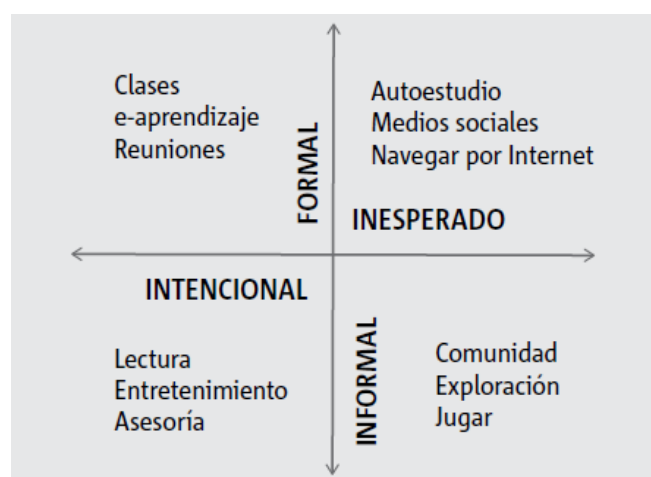 Clases
e-aprendizaje
Reuniones
FORMAL
Autoestudio
Medios sociales
Navegar por Internet
INESPERADO
INTENCIONAL
Lectura
Entretenimiento
Asesoría
INFORMAL
Comunidad
Exploración
Jugar